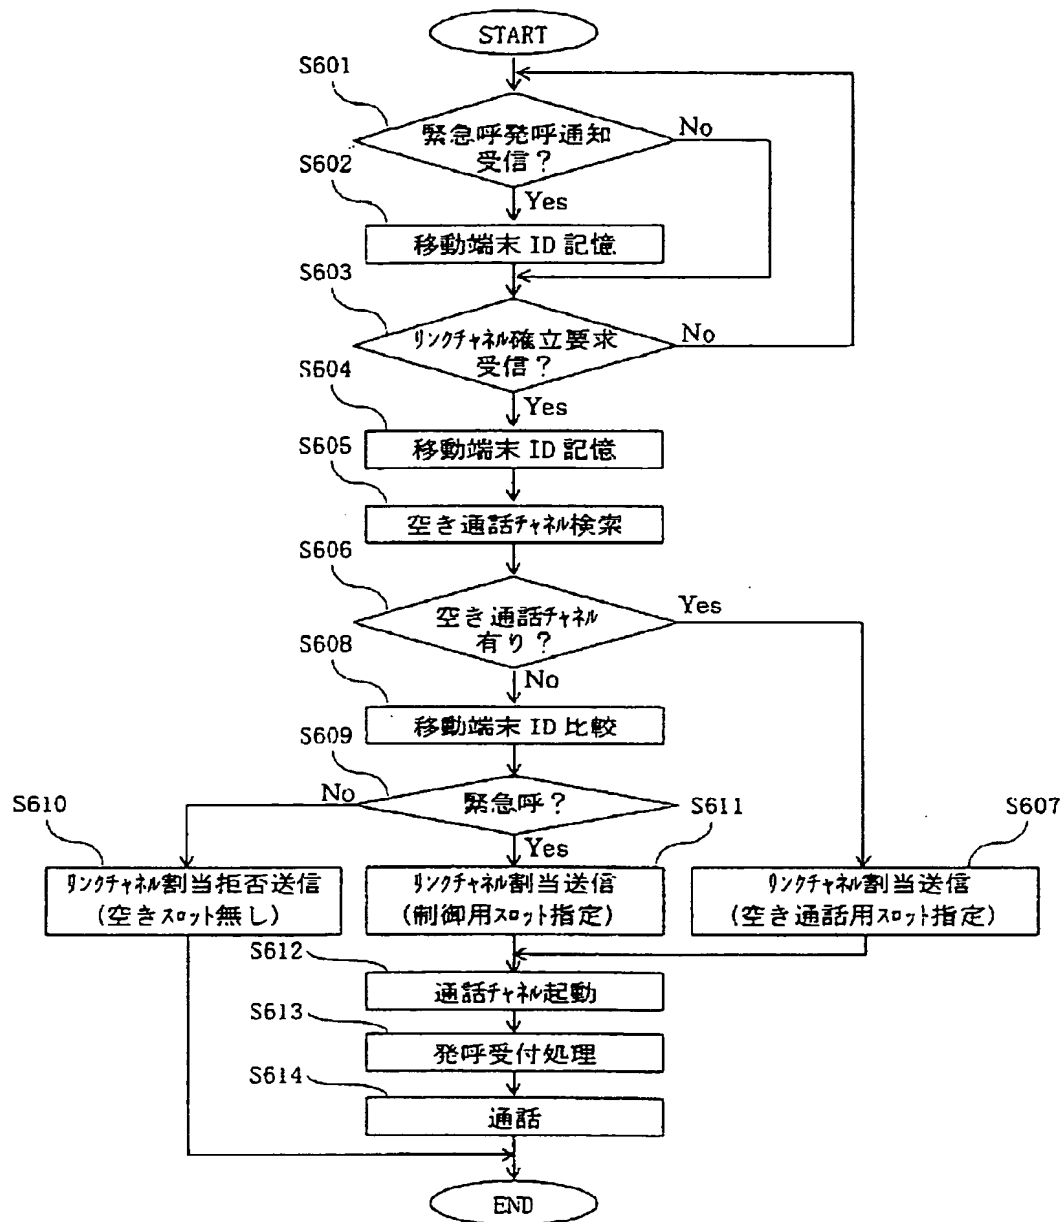 START
S601
緊急呼発呼通知
受信?
No
S602
Yes
移動端末 ID 記憶
S603
リンクチャネル確立要求
受信?
No
S604
Yes
移動端末 ID 記憶
S605
空き通話チャネル検索
S606
空き通話チャネル
有り?
Yes
S608
No
移動端末 ID 比較
S609
緊急呼?
No
S610
Yes
S611
S607
リンクチャネル割当拒否送信
(空きスロット無し)
リンクチャネル割当送信
(制御用スロット指定)
リンクチャネル割当送信
(空き通話用スロット指定)
S612
通話チャネル起動
S613
発呼受付処理
S614
通話
END